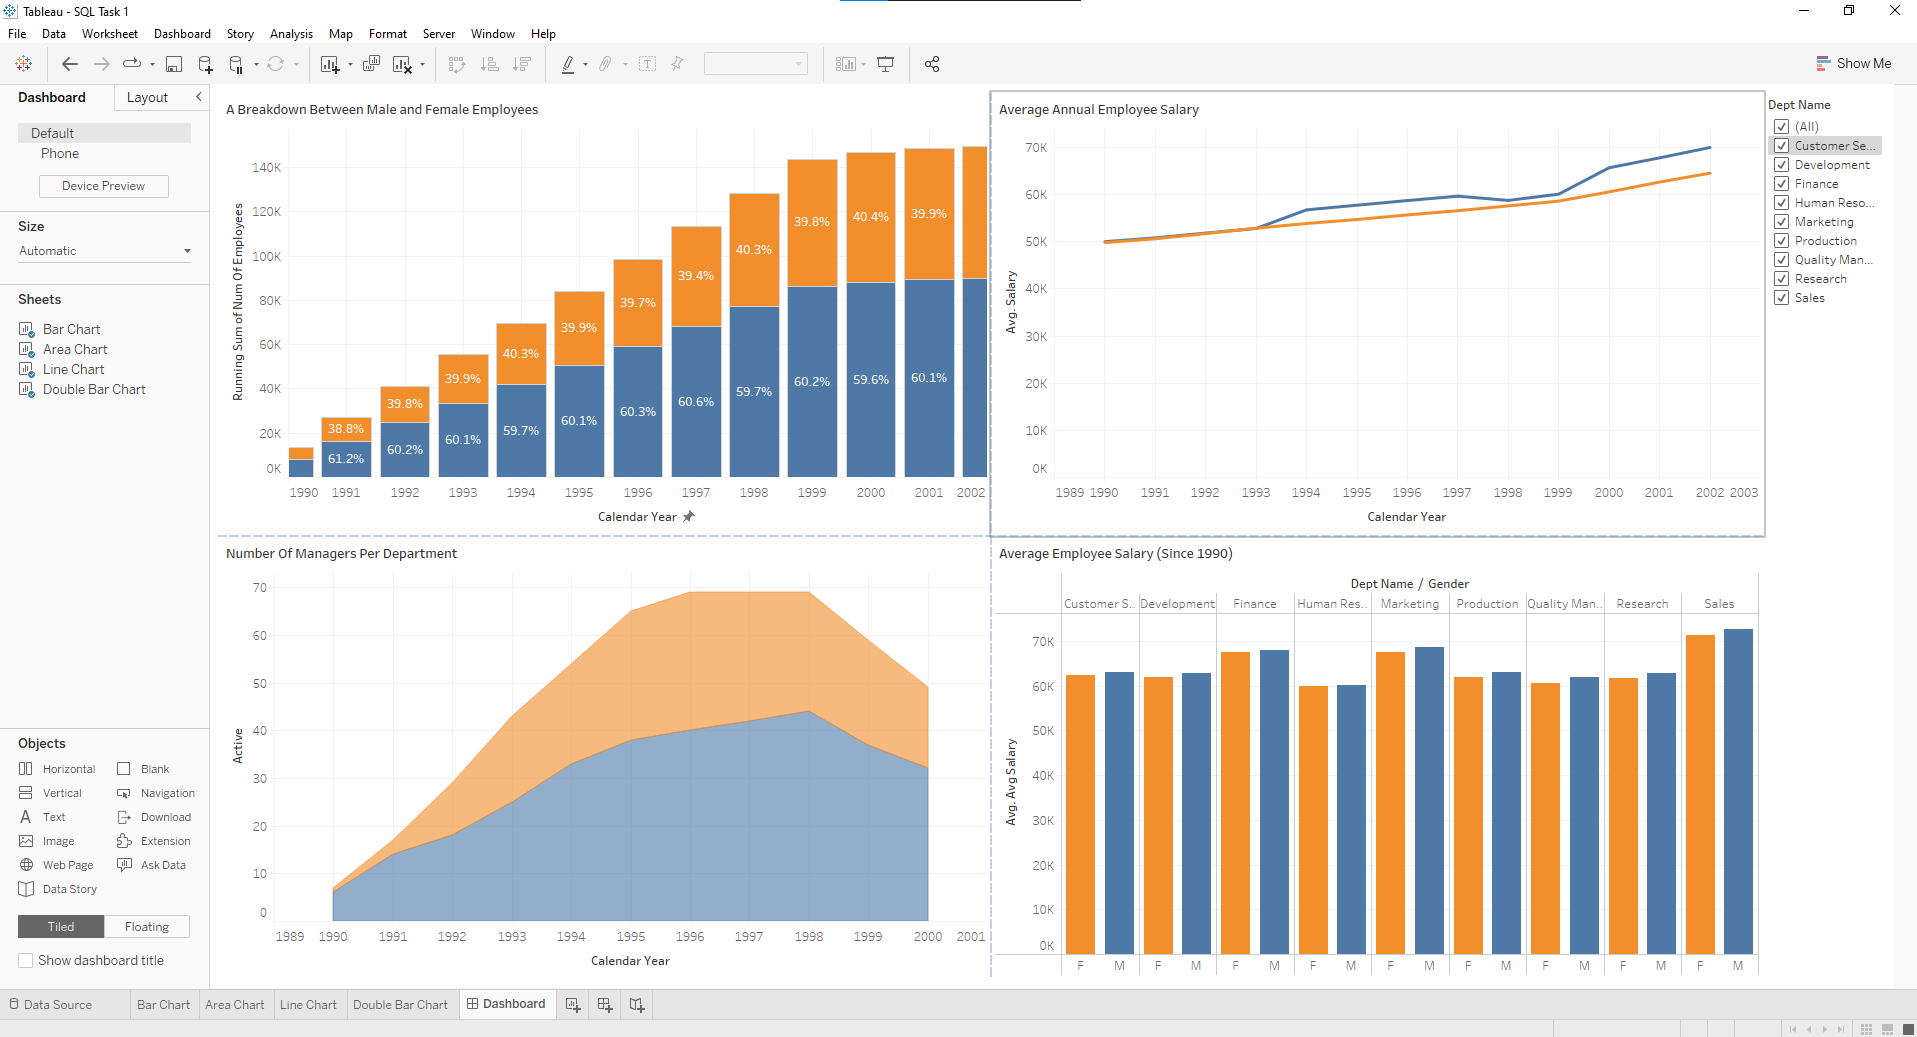 Tableau - SQL Task 1
File Data Worksheet Dashboard Story Analysis Map Format Server Window Help
Show Me
Dashboard Layout
Default
Phone
Device Preview
Size
Automatic
Sheets
Bar Chart
Area Chart
Line Chart
Double Bar Chart
Objects
Horizontal Blank
Vertical Navigation
Text Download
Image Extension
Web Page Ask Data
Data Story
Tiled Floating
Show dashboard title
A Breakdown Between Male and Female Employees
Running Sum of Num Of Employees
140K
120K
100K
80K
60K
40K
20K
0K
38.8% 39.8% 39.9% 40.3% 39.9% 39.7% 39.4% 40.3% 39.8% 40.4% 39.9%
61.2% 60.2% 60.1% 59.7% 60.1% 60.3% 60.6% 59.7% 60.2% 59.6% 60.1%
1990 1991 1992 1993 1994 1995 1996 1997 1998 1999 2000 2001 2002
Calendar Year
Average Annual Employee Salary
Avg. Salary
70K
60K
50K
40K
30K
20K
10K
0K
1989 1990 1991 1992 1993 1994 1995 1996 1997 1998 1999 2000 2001 2002 2003
Calendar Year
Dept Name
(All)
Customer Se...
Development
Finance
Human Reso...
Marketing
Production
Quality Man...
Research
Sales
Number Of Managers Per Department
Active
70
60
50
40
30
20
10
0
1989 1990 1991 1992 1993 1994 1995 1996 1997 1998 1999 2000 2001
Calendar Year
Average Employee Salary (Since 1990)
Dept Name / Gender
Customer S.. Development Finance Human Res.. Marketing Production Quality Man.. Research Sales
Avg. Avg Salary
70K
60K
50K
40K
30K
20K
10K
0K
F M F M F M F M F M F M F M F M F M
Data Source Bar Chart Area Chart Line Chart Double Bar Chart Dashboard